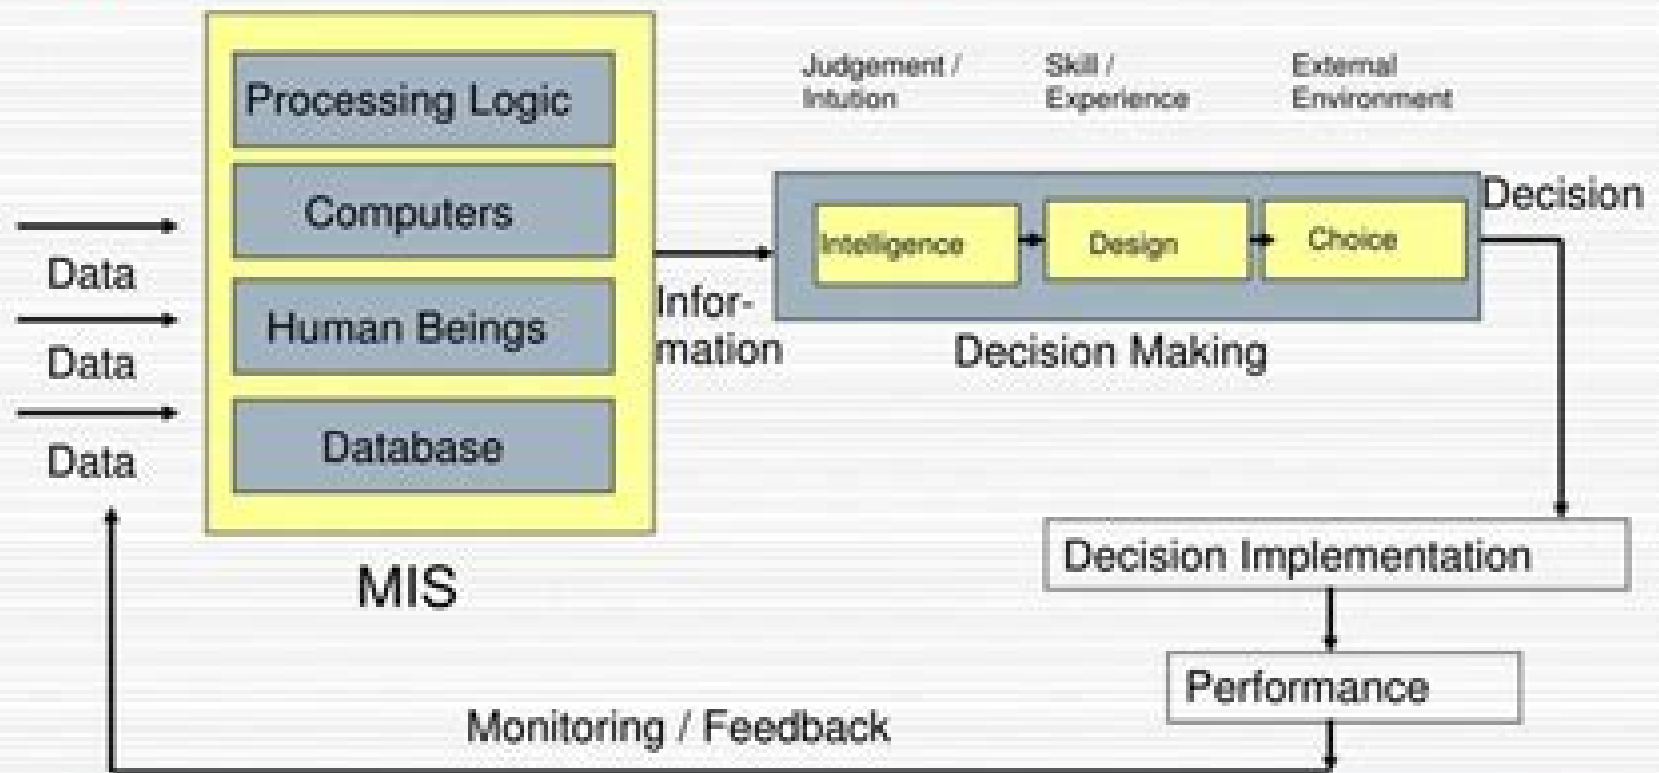 Processing Logic
Computers
Human Beings
Database
MIS
Data
Data
Data
Infor-
mation
Judgement /
Intution
Skill /
Experience
External
Environment
Intelligence
Design
Choice
Decision Making
Decision
Decision Implementation
Performance
Monitoring / Feedback